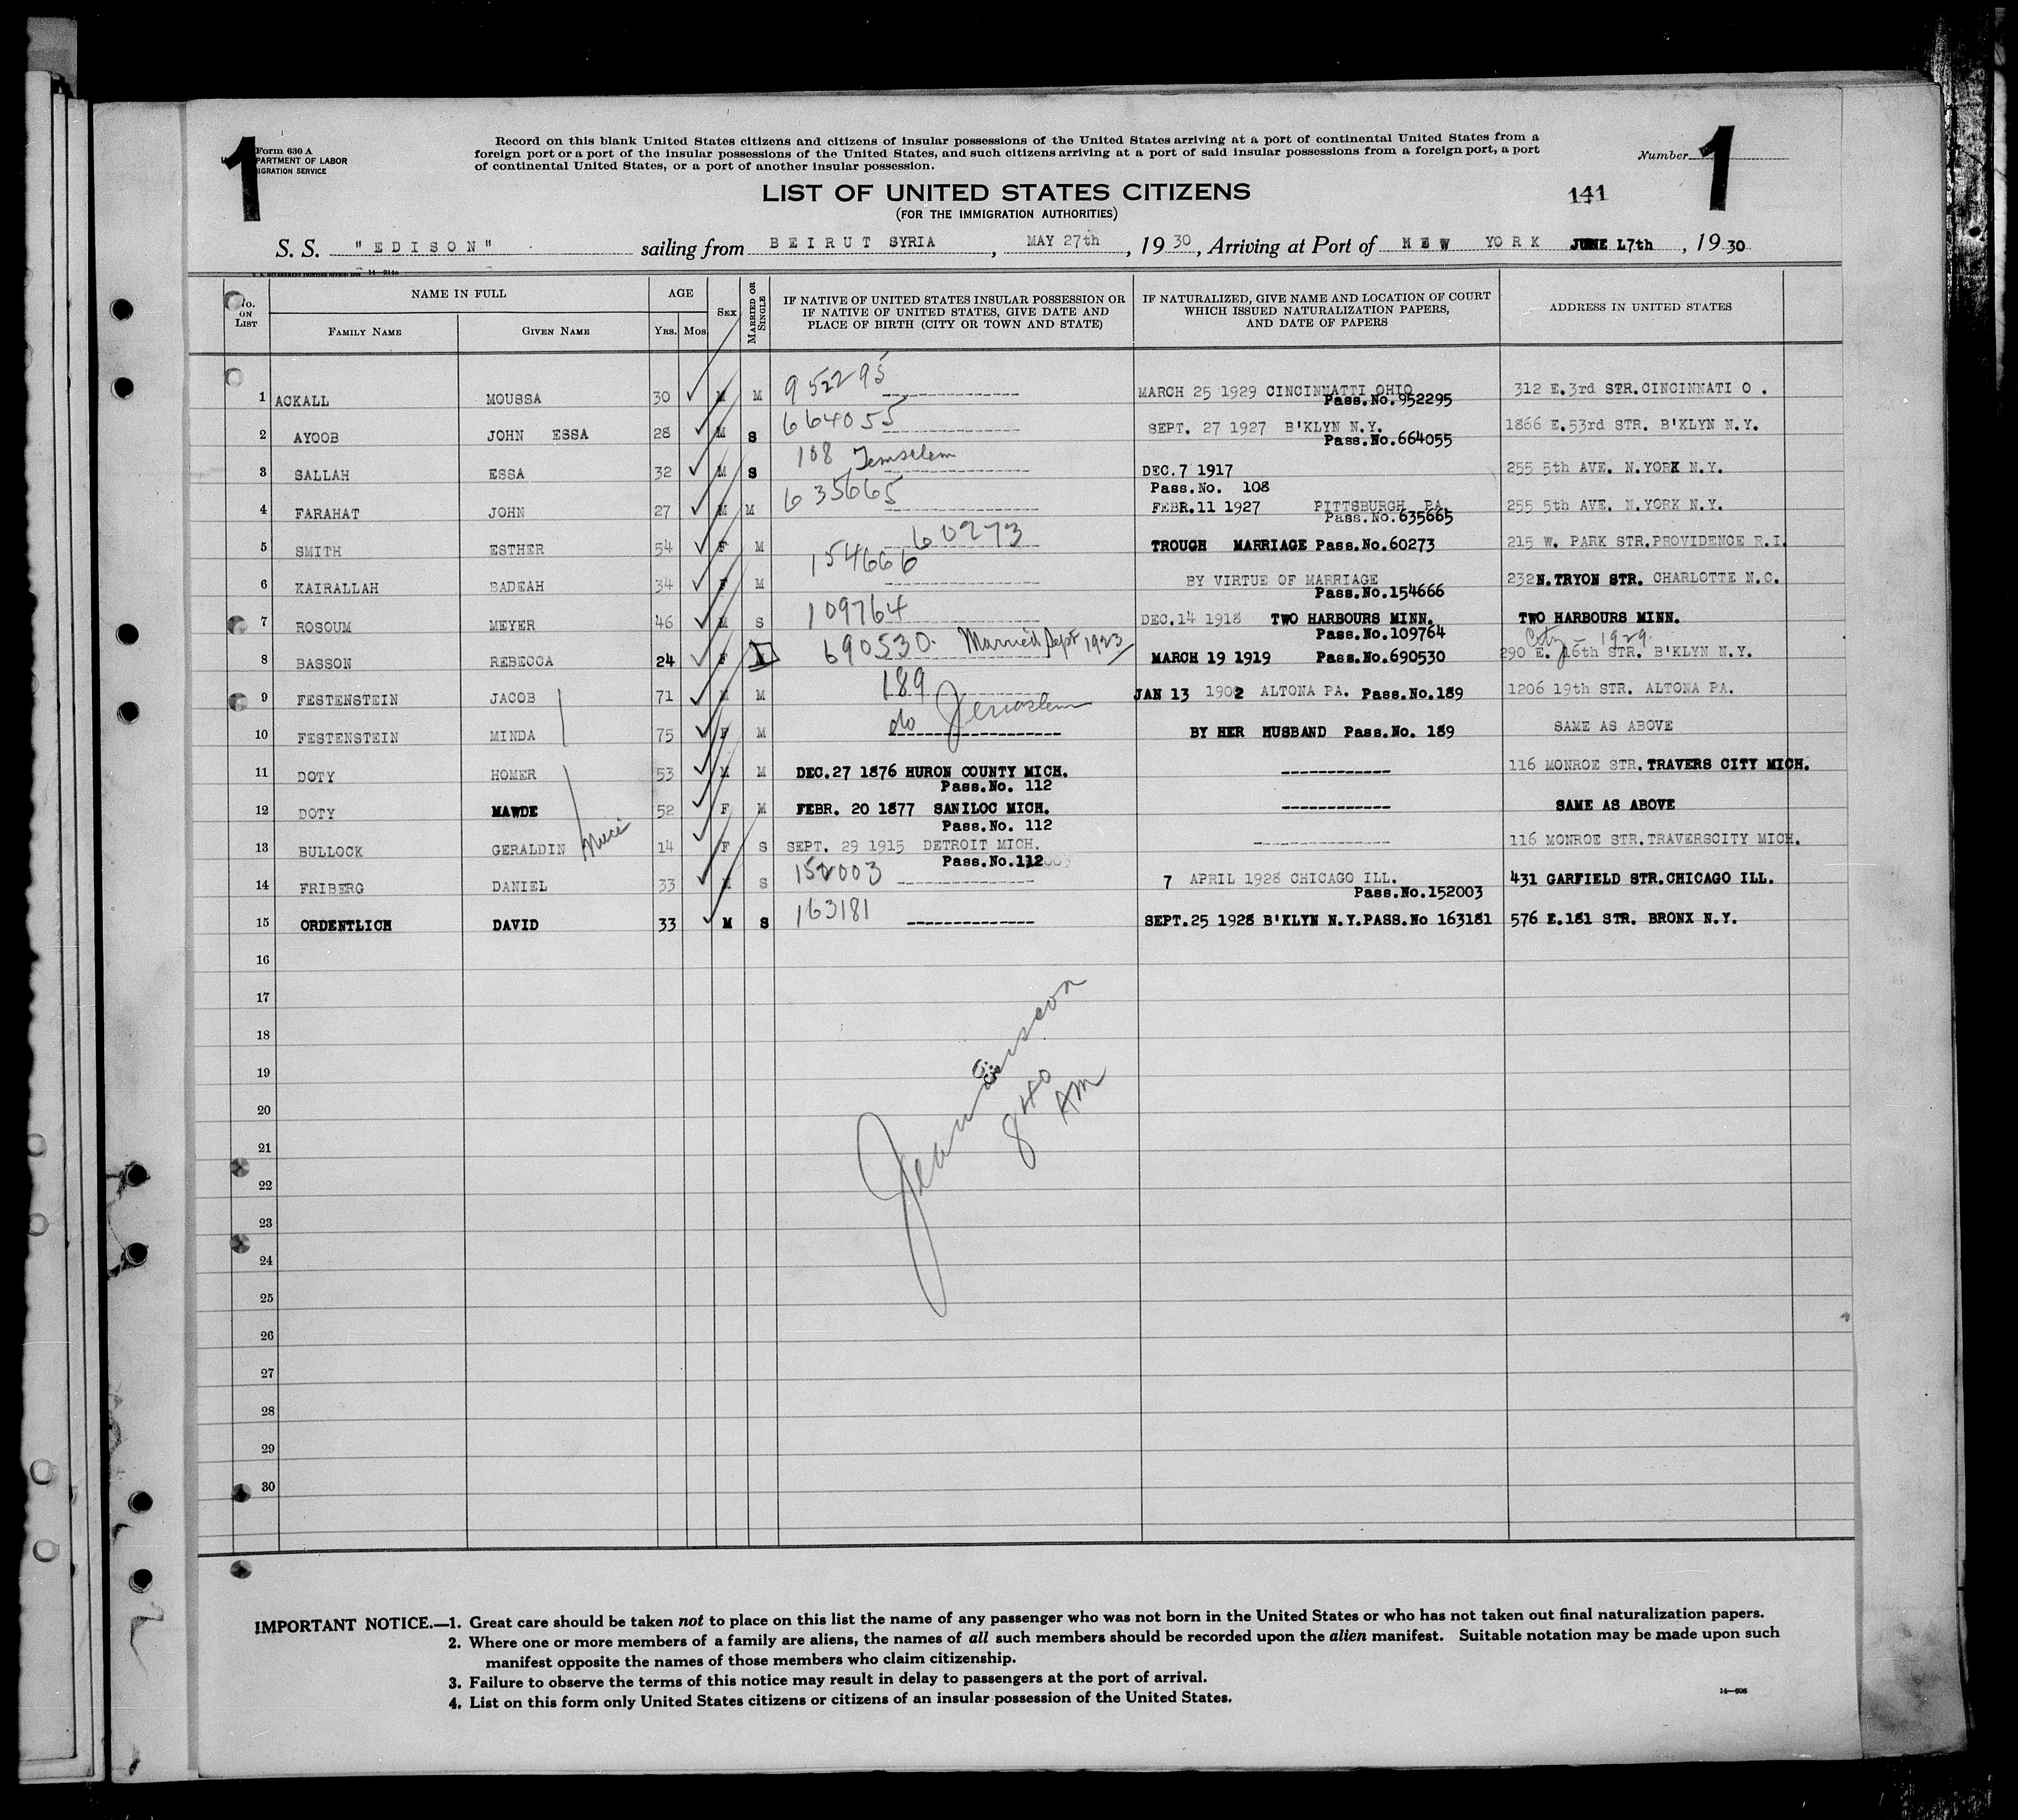 1
Form 630 A
PARTMENT OF LABOR
IGRATION SERVICE
Record on this blank United States citizens and citizens of insular possessions of the United States arriving at a port of continental United States from a
foreign port or a port of the insular possessions of the United States, and such citizens arriving at a port of said insular possessions from a foreign port, a port
of continental United States, or a port of another insular possession.
Number 1
LIST OF UNITED STATES CITIZENS
(FOR THE IMMIGRATION AUTHORITIES)
141
S. S. "EDISON" sailing from BEIRUT SYRIA, MAY 27th, 1930, Arriving at Port of NEW YORK JUNE 17th, 1930
No. ON LIST
NAME IN FULL
FAMILY NAME
GIVEN NAME
AGE
Yrs. Mos.
SEX
MARRIED OR SINGLE
IF NATIVE OF UNITED STATES INSULAR POSSESSION OR
IF NATIVE OF UNITED STATES, GIVE DATE AND
PLACE OF BIRTH (CITY OR TOWN AND STATE)
IF NATURALIZED, GIVE NAME AND LOCATION OF COURT
WHICH ISSUED NATURALIZATION PAPERS,
AND DATE OF PAPERS
ADDRESS IN UNITED STATES
1 ACKALL MOUSSA 30 M M 952295 MARCH 25 1929 CINCINNATTI OHIO 312 E.3rd STR.CINCINNATI O .
Pass.No.952295
2 AYOOB JOHN ESSA 28 M S 664055 SEPT. 27 1927 B'KLYN N.Y. 1866 E.53rd STR. B'KLYN N.Y.
Pass.No.664055
3 SALLAH ESSA 32 M S 108 Jerusalem DEC.7 1917 255 5th AVE. N.YORK N.Y.
Pass.No. 108
4 FARAHAT JOHN 27 M M 635665 FEBR.11 1927 PITTSBURGH PA. 255 5th AVE. N.YORK N.Y.
Pass.No.635665
5 SMITH ESTHER 54 F M 60273 TROUGH MARRIAGE Pass.No.60273 215 W. PARK STR.PROVIDENCE R.I.
6 KAIRALLAH BADEAH 34 F M 154666 BY VIRTUE OF MARRIAGE 232N.TRYON STR. CHARLOTTE N.C.
Pass.No.154666
7 ROSOUM MEYER 46 M S 109764 DEC.14 1918 TWO HARBOURS MINN. TWO HARBOURS MINN.
Pass.No.109764
8 BASSON REBECCA 24 F 690530. Married Sept 1923 MARCH 19 1919 Pass.No.690530 290 E. 16th STR. B'KLYN N.Y.
City - 1929.
9 FESTENSTEIN JACOB 71 M M 189 JAN 13 1902 ALTONA PA. Pass.No.189 1206 19th STR. ALTONA PA.
10 FESTENSTEIN MINDA 75 F M do Jerusalem BY HER HUSBAND Pass.No. 189 SAME AS ABOVE
11 DOTY HOMER 53 M M DEC.27 1876 HURON COUNTY MICH. 116 MONROE STR.TRAVERS CITY MICH.
Pass.No. 112
12 DOTY MAWDE 52 F M FEBR. 20 1877 SANILOC MICH. SAME AS ABOVE
Pass.No. 112
13 BULLOCK GERALDIN Niece 14 F S SEPT. 29 1915 DETROIT MICH. 116 MONROE STR.TRAVERSCITY MICH.
Pass.No.112
14 FRIBERG DANIEL 33 M S 152003 7 APRIL 1928 CHICAGO ILL. 431 GARFIELD STR.CHICAGO ILL.
Pass.No.152003
15 ORDENTLICH DAVID 33 M S 163181 SEPT.25 1928 B'KLYN N.Y.PASS.No 163181 576 E.181 STR. BRONX N.Y.
16
17
18
19
20
21
22
23
24
25
26
27
28
29
30
840
AM
IMPORTANT NOTICE.—1. Great care should be taken not to place on this list the name of any passenger who was not born in the United States or who has not taken out final naturalization papers.
2. Where one or more members of a family are aliens, the names of all such members should be recorded upon the alien manifest. Suitable notation may be made upon such
manifest opposite the names of those members who claim citizenship.
3. Failure to observe the terms of this notice may result in delay to passengers at the port of arrival.
4. List on this form only United States citizens or citizens of an insular possession of the United States.
14—608